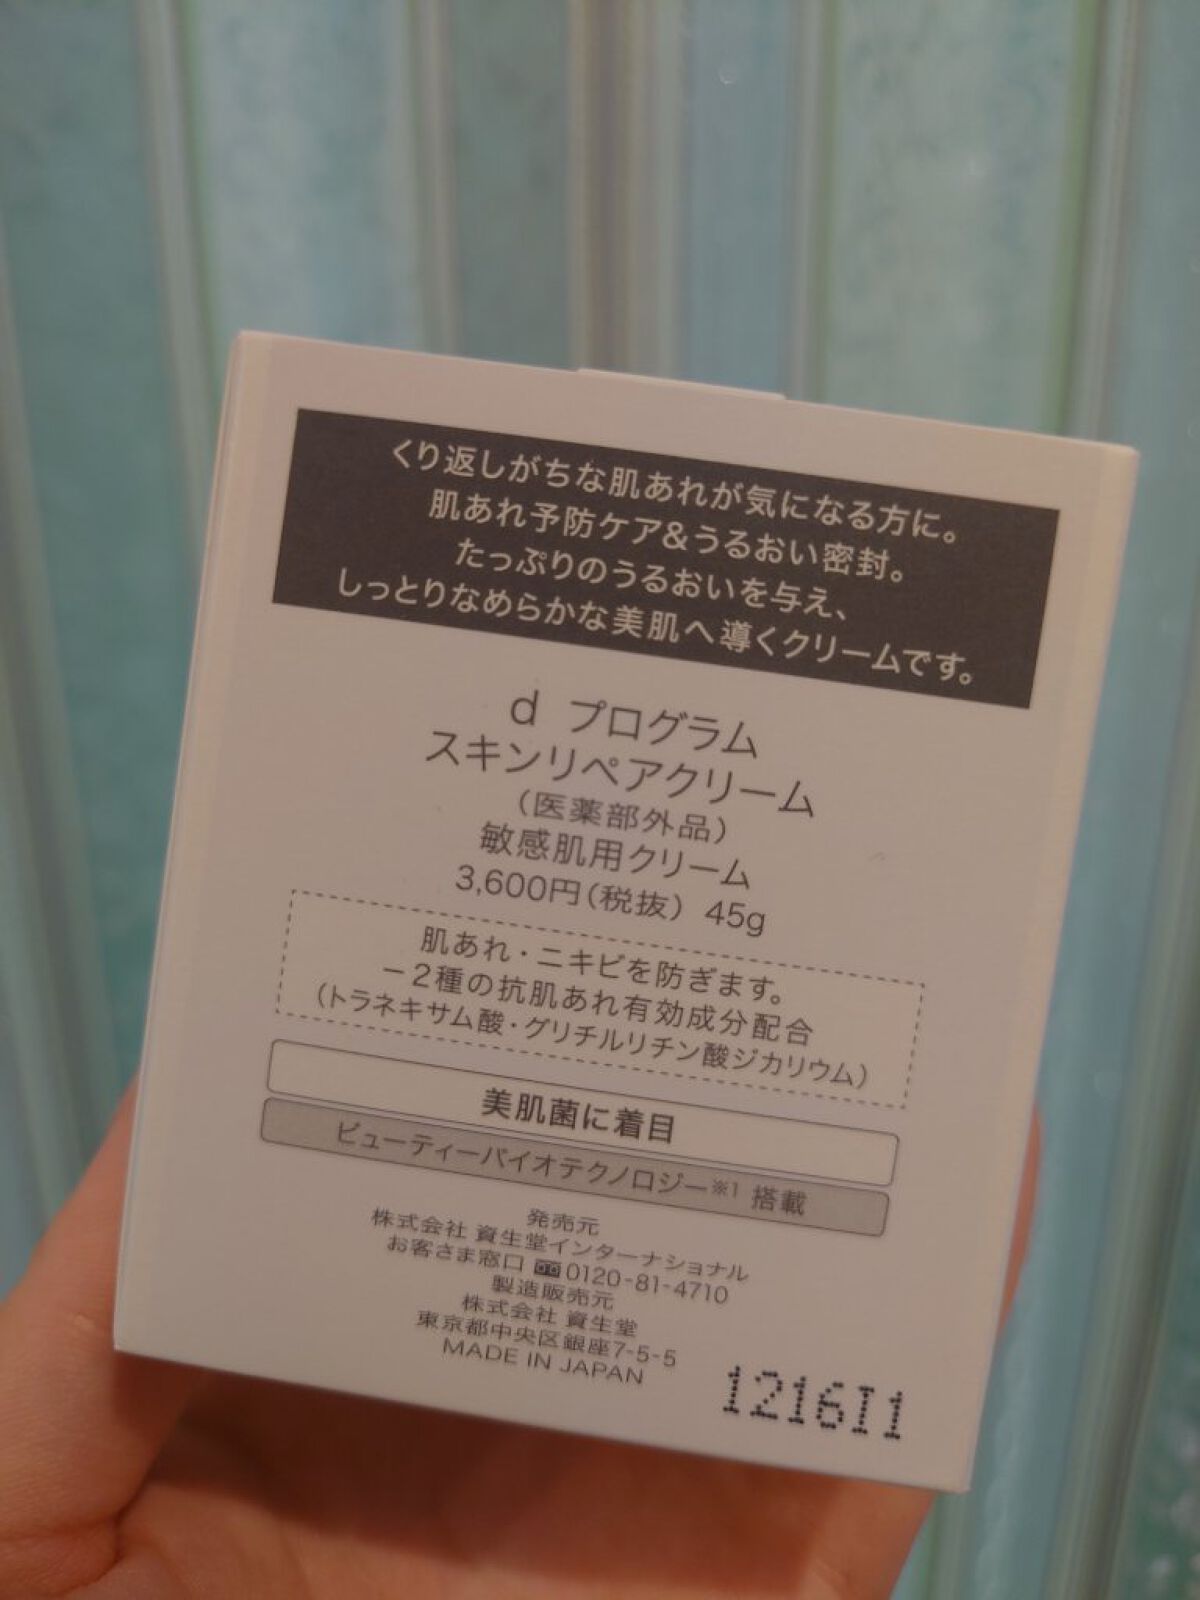 くり返しがちな肌あれが気になる方に。
肌あれ予防ケア&うるおい密封。
たっぷりのうるおいを与え、
しっとりなめらかな美肌へ導くクリームです。
d プログラム
スキンリペアクリーム
（医薬部外品）
敏感肌用クリーム
3,600円（税抜） 45g
肌あれ・ニキビを防ぎます。
−2種の抗肌あれ有効成分配合
（トラネキサム酸・グリチルリチン酸ジカリウム）
美肌菌に着目
ビューティーバイオテクノロジー※1 搭載
発売元
株式会社 資生堂インターナショナル
お客さま窓口 0120-81-4710
製造販売元
株式会社 資生堂
東京都中央区銀座7-5-5
MADE IN JAPAN
1216I1